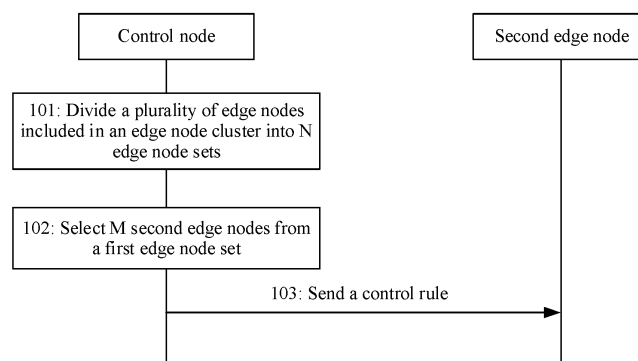 Control node
Second edge node
101: Divide a plurality of edge nodes
included in an edge node cluster into N
edge node sets
102: Select M second edge nodes from
a first edge node set
103: Send a control rule